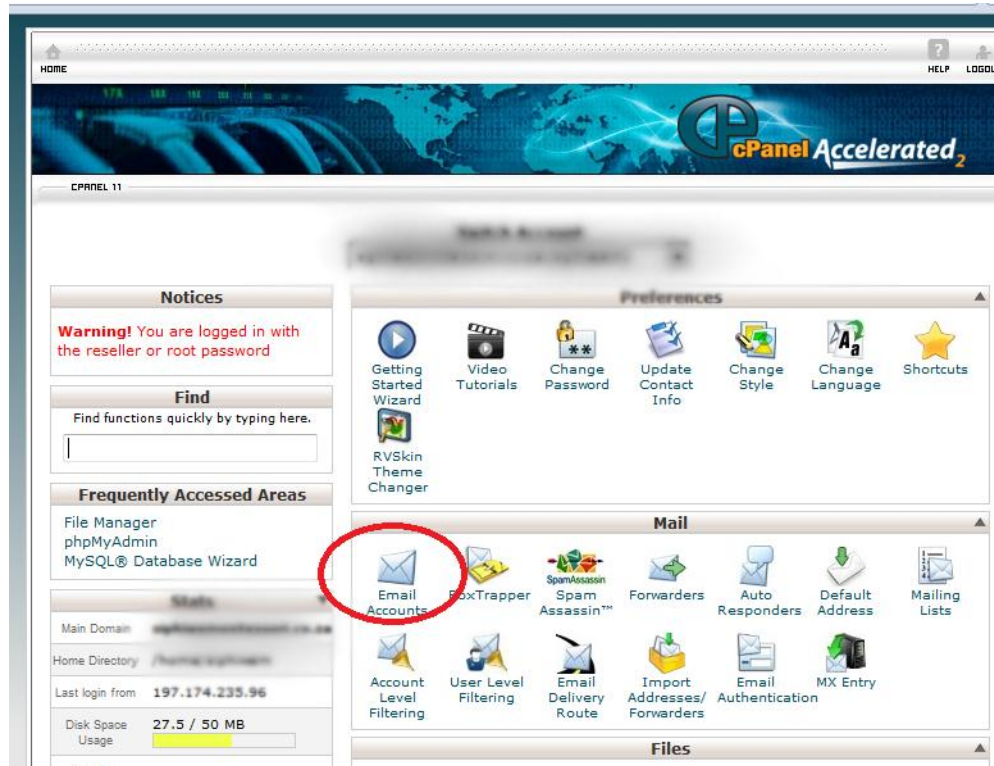 HOME
HELP
LOGOU
178
cPanel Accelerated2
CPANEL 11
Switch Account
Notices
Warning! You are logged in with
the reseller or root password
Find
Find functions quickly by typing here.
Frequently Accessed Areas
File Manager
phpMyAdmin
MySQL® Database Wizard
Stats
Main Domain
Home Directory
Last login from 197.174.235.96
Disk Space
Usage
27.5 / 50 MB
Preferences
Getting
Started
Wizard
Video
Tutorials
Change
Password
Update
Contact
Info
Change
Style
Change
Language
Shortcuts
RVSkin
Theme
Changer
Mail
Email
Accounts
BoxTrapper
SpamAssassin
Spam
Assassin™
Forwarders
Auto
Responders
Default
Address
Mailing
Lists
Account
Level
Filtering
User Level
Filtering
Email
Delivery
Route
Import
Addresses/
Forwarders
Email
Authentication
MX Entry
Files